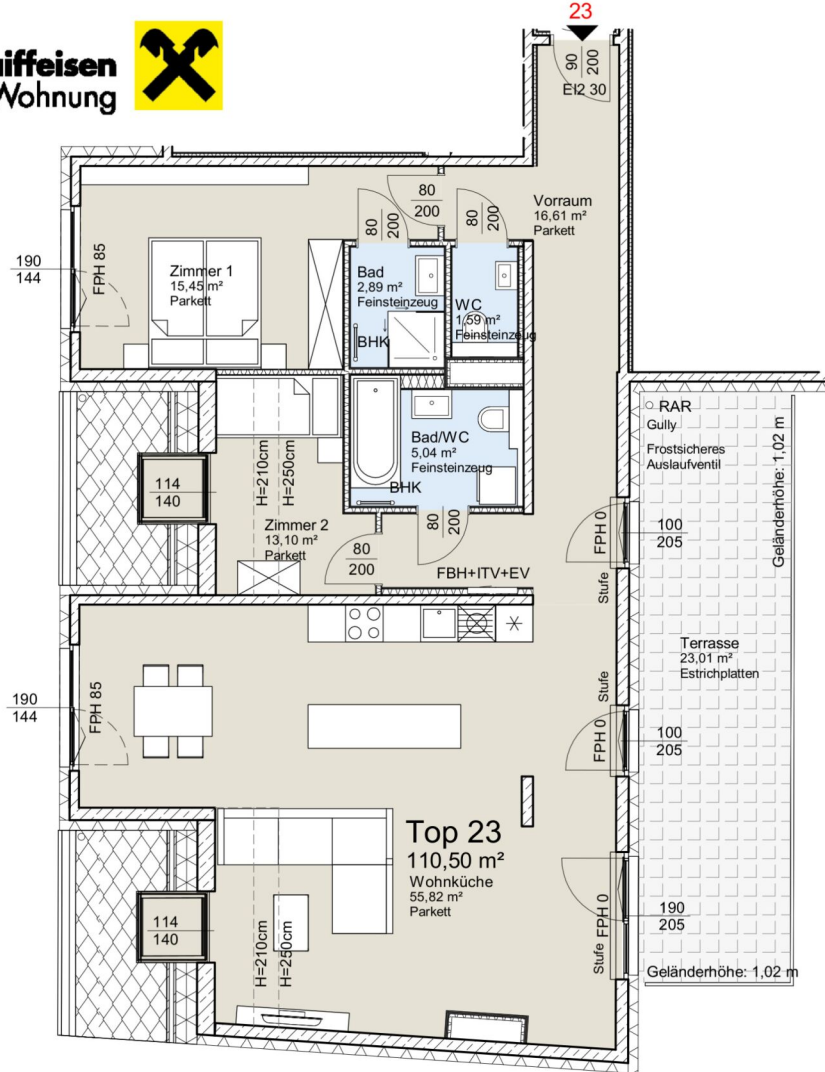 23
aiffeisen
Wohnung
90
200
EI2 30
80
200
80
200
80
200
Vorraum
16,61 m²
Parkett
190
144
FPH 85
Zimmer 1
15,45 m²
Parkett
Bad
2,89 m²
Feinsteinzeug
BHK
WC
1,59 m²
Feinsteinzeug
RAR
Gully
Frostsicheres
Auslaufventil
Geländerhöhe: 1,02 m
Bad/WC
5,04 m²
Feinsteinzeug
BHK
H=210cm
H=250cm
114
140
Zimmer 2
13,10 m²
Parkett
80
200
80
200
FBH+ITV+EV
FPH 0
100
205
Stufe
Terrasse
23,01 m²
Estrichplatten
190
144
FPH 85
Stufe
FPH 0
100
205
Top 23
110,50 m²
Wohnküche
55,82 m²
Parkett
114
140
H=210cm
H=250cm
Stufe
FPH 0
190
205
Geländerhöhe: 1,02 m